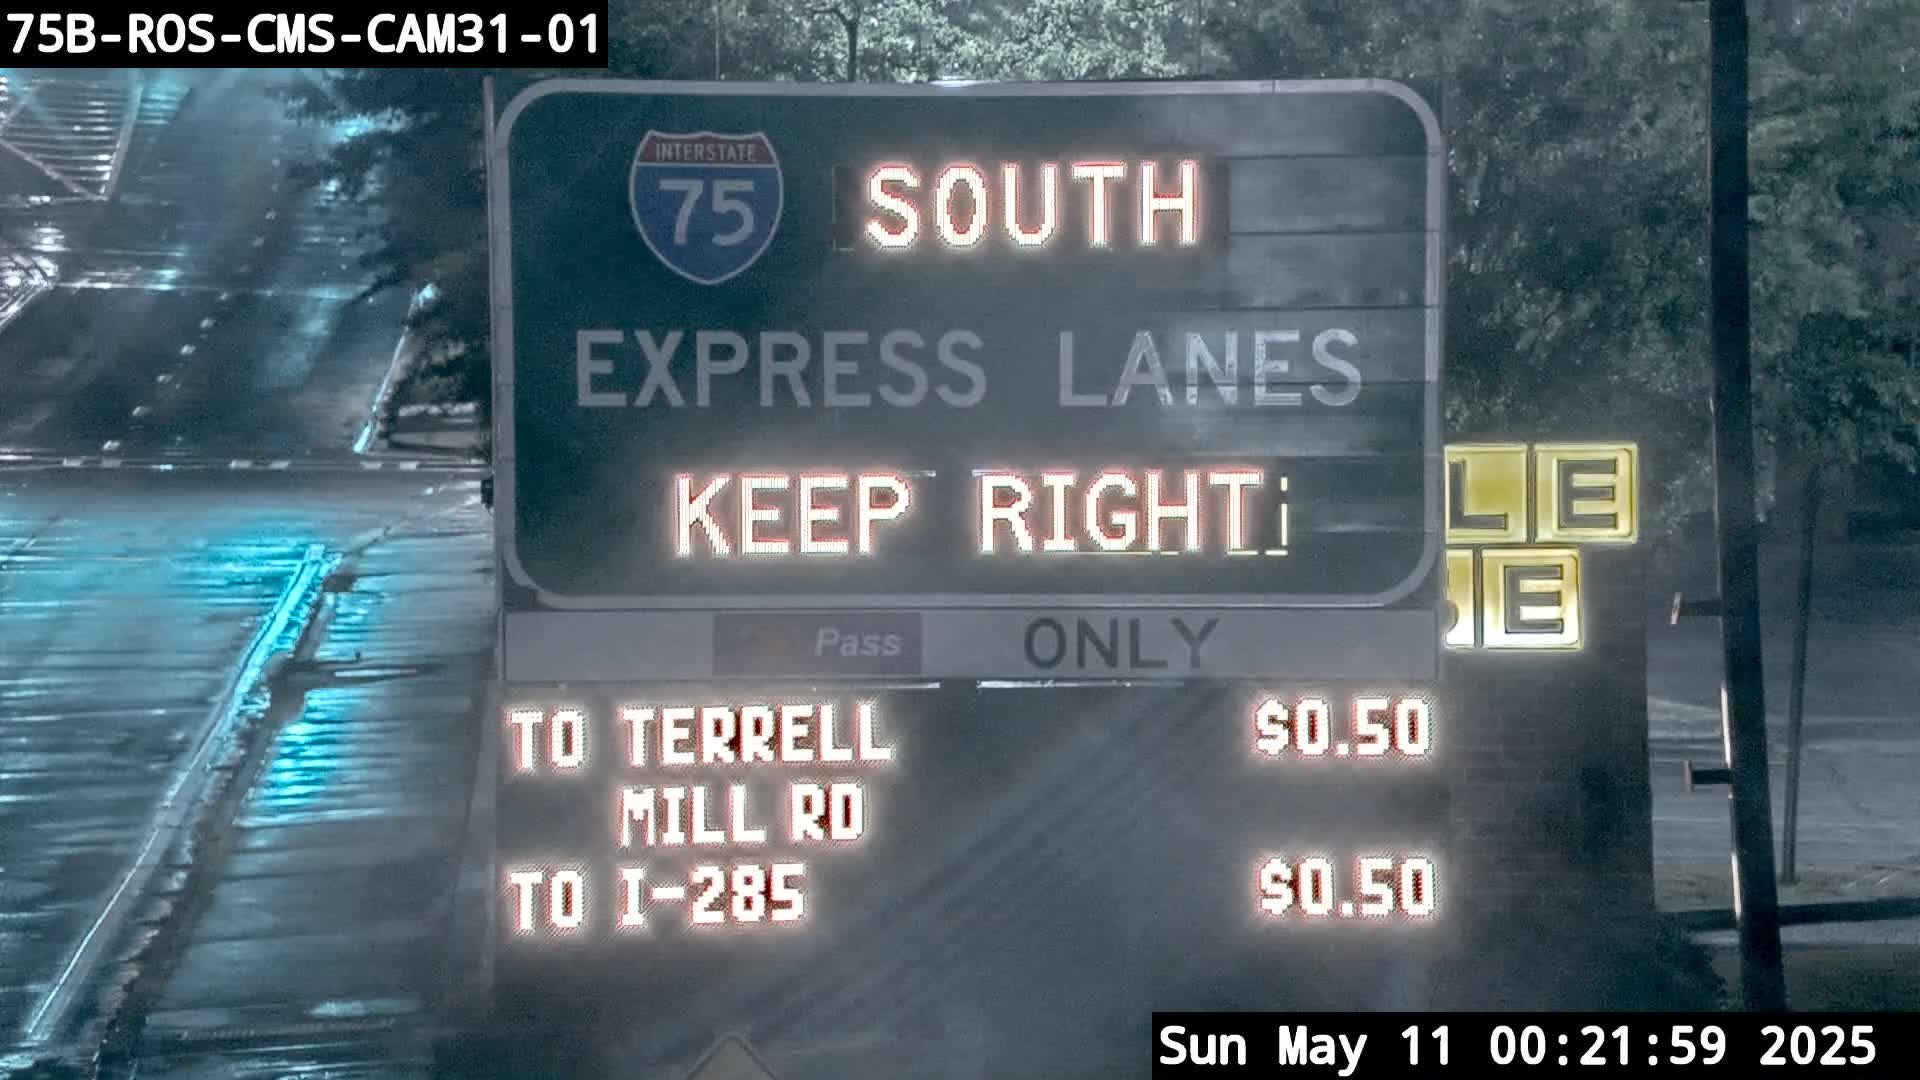 75B-ROS-CMS-CAM31-01
INTERSTATE
75
SOUTH
EXPRESS LANES
KEEP RIGHT
Pass ONLY
TO TERRELL $0.50
MILL RD
TO I-285 $0.50
LE
E
Sun May 11 00:21:59 2025